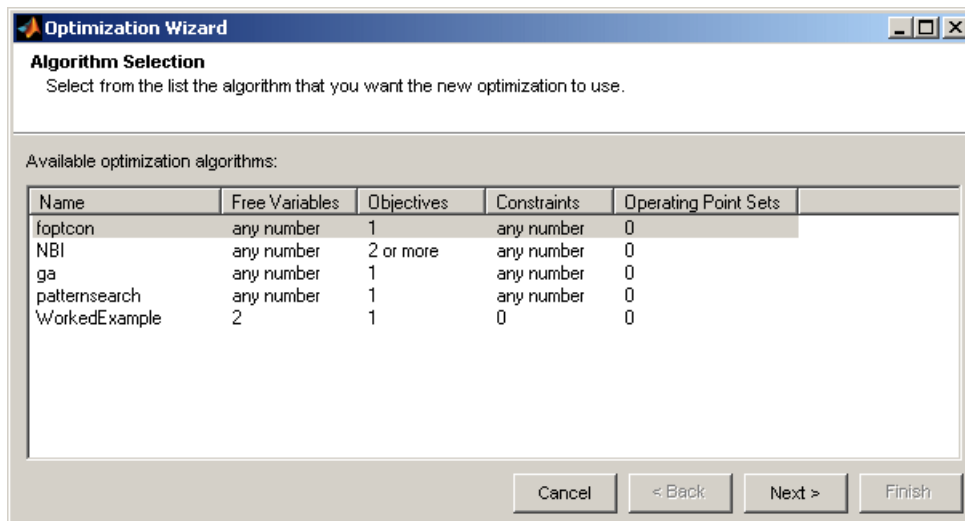 Optimization Wizard
Algorithm Selection
Select from the list the algorithm that you want the new optimization to use.
Available optimization algorithms:
Name Free Variables Objectives Constraints Operating Point Sets
foptcon any number 1 any number 0
NBI any number 2 or more any number 0
ga any number 1 any number 0
patternsearch any number 1 any number 0
WorkedExample 2 1 0 0
Cancel < Back Next > Finish